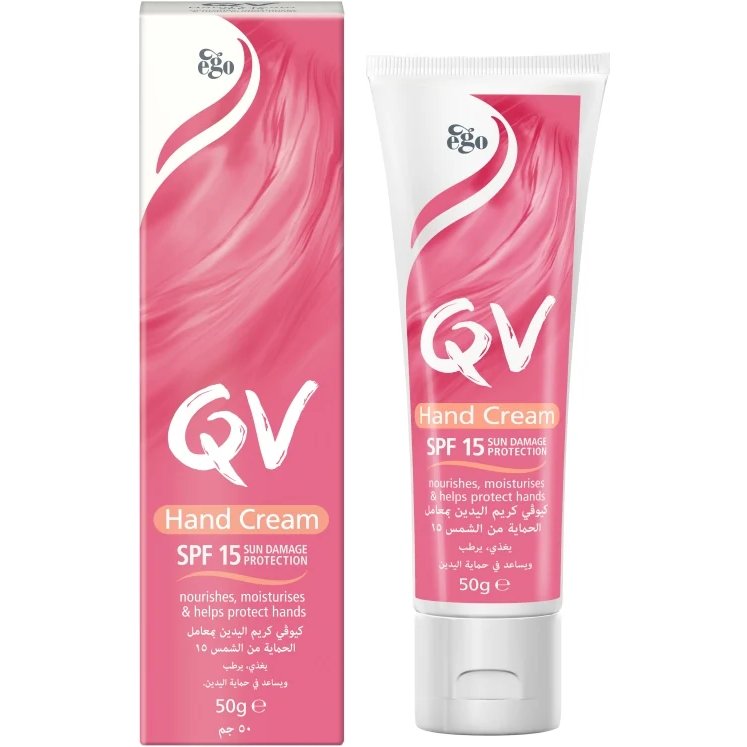 ego
QV
Hand Cream
SPF 15 SUN DAMAGE
PROTECTION
nourishes, moisturises
& helps protect hands
كيوڤي كريم اليدين بمعامل
الحماية من الشمس ١٥
يغذي، يرطب
ويساعد في حماية اليدين.
50g e
٥٠ جم
ego
QV
Hand Cream
SPF 15 SUN DAMAGE
PROTECTION
nourishes, moisturises
& helps protect hands
كيوڤي كريم اليدين بمعامل
الحماية من الشمس ١٥
يغذي، يرطب
ويساعد في حماية اليدين
50g e